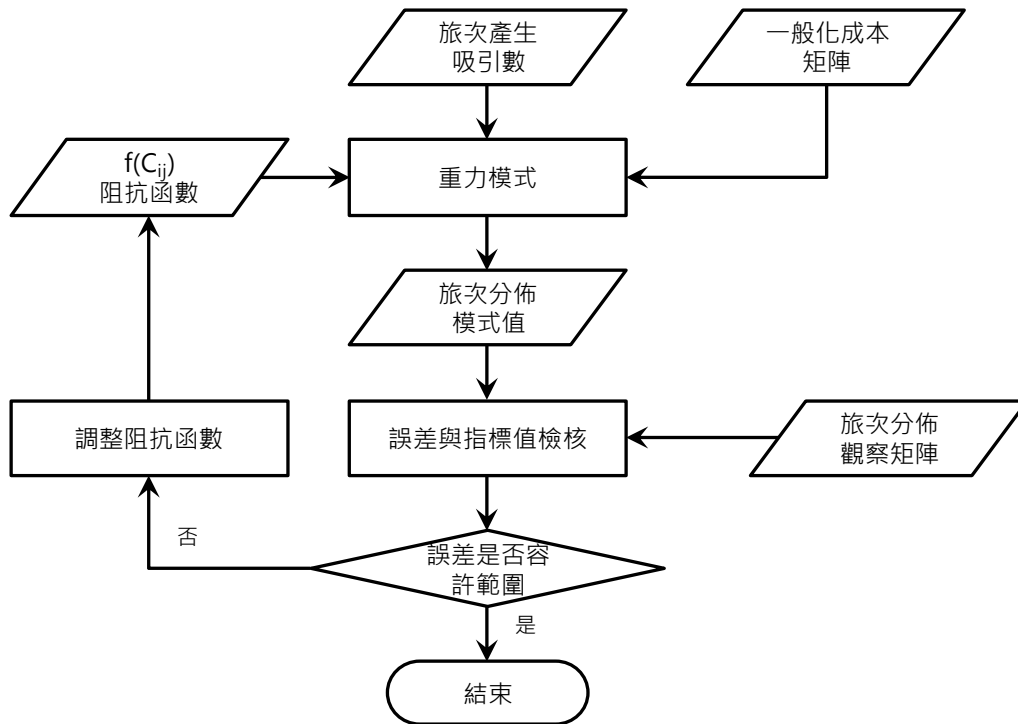 旅次產生
吸引數
一般化成本
矩陣
f(Cij)
阻抗函數
重力模式
旅次分佈
模式值
調整阻抗函數
誤差與指標值檢核
旅次分佈
觀察矩陣
否
誤差是否容
許範圍
是
結束